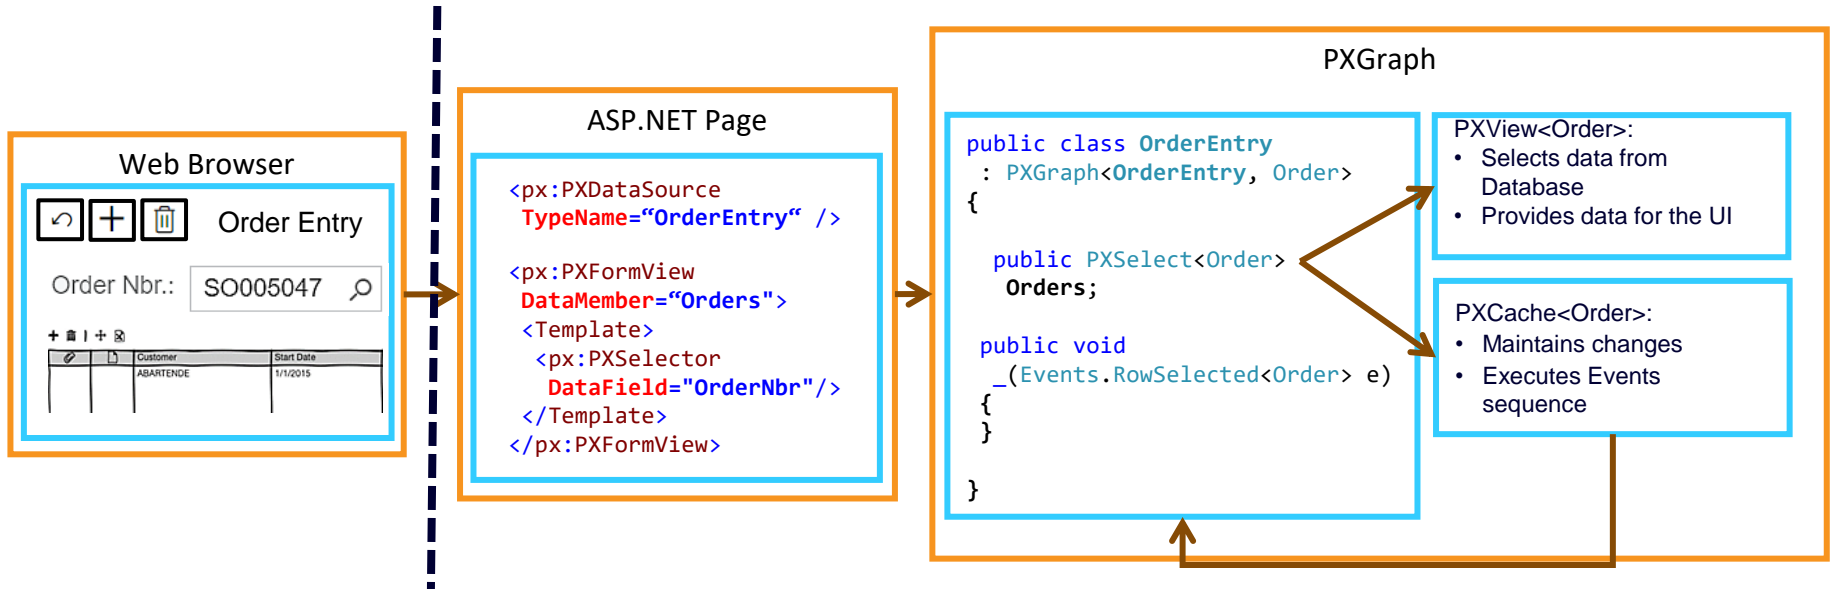 Web Browser
Order Entry
Order Nbr.:
SO005047
Customer
Start Date
ABARTENDE
1/1/2015
ASP.NET Page
<px:PXDataSource
TypeName=“OrderEntry“ />
<px:PXFormView
DataMember=“Orders">
<Template>
<px:PXSelector
DataField="OrderNbr"/>
</Template>
</px:PXFormView>
PXGraph
public class OrderEntry
: PXGraph<OrderEntry, Order>
{
public PXSelect<Order>
Orders;
public void
_(Events.RowSelected<Order> e)
{
}
}
PXView<Order>:
• Selects data from
Database
• Provides data for the UI
PXCache<Order>:
• Maintains changes
• Executes Events
sequence